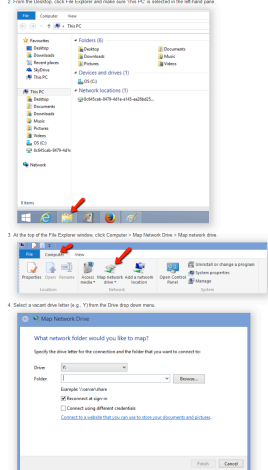 2. From the Desktop, click File Explorer and make sure 'This PC' is selected in the left-hand pane.
File Computer View
This PC
Favourites
Desktop
Downloads
Recent places
SkyDrive
This PC
This PC
Desktop
Documents
Downloads
Music
Pictures
Videos
OS (C:)
Network
8 items
Folders (6)
Desktop
Documents
Downloads
Music
Pictures
Videos
Devices and drives (1)
OS (C:)
Network locations (1)
3. At the top of the File Explorer window, click Computer > Map Network Drive > Map network drive.
File Computer View
Properties Open Rename Access media Map network drive Add a network location Open Control Panel
Uninstall or change a program
System properties
Manage
Location Network System
4. Select a vacant drive letter (e.g., Y) from the Drive drop down menu.
Map Network Drive
What network folder would you like to map?
Specify the drive letter for the connection and the folder that you want to connect to:
Drive:
Folder:
Browse...
Example: \\server\share
Reconnect at sign-in
Connect using different credentials
Connect to a website that you can use to store your documents and pictures.
Finish Cancel